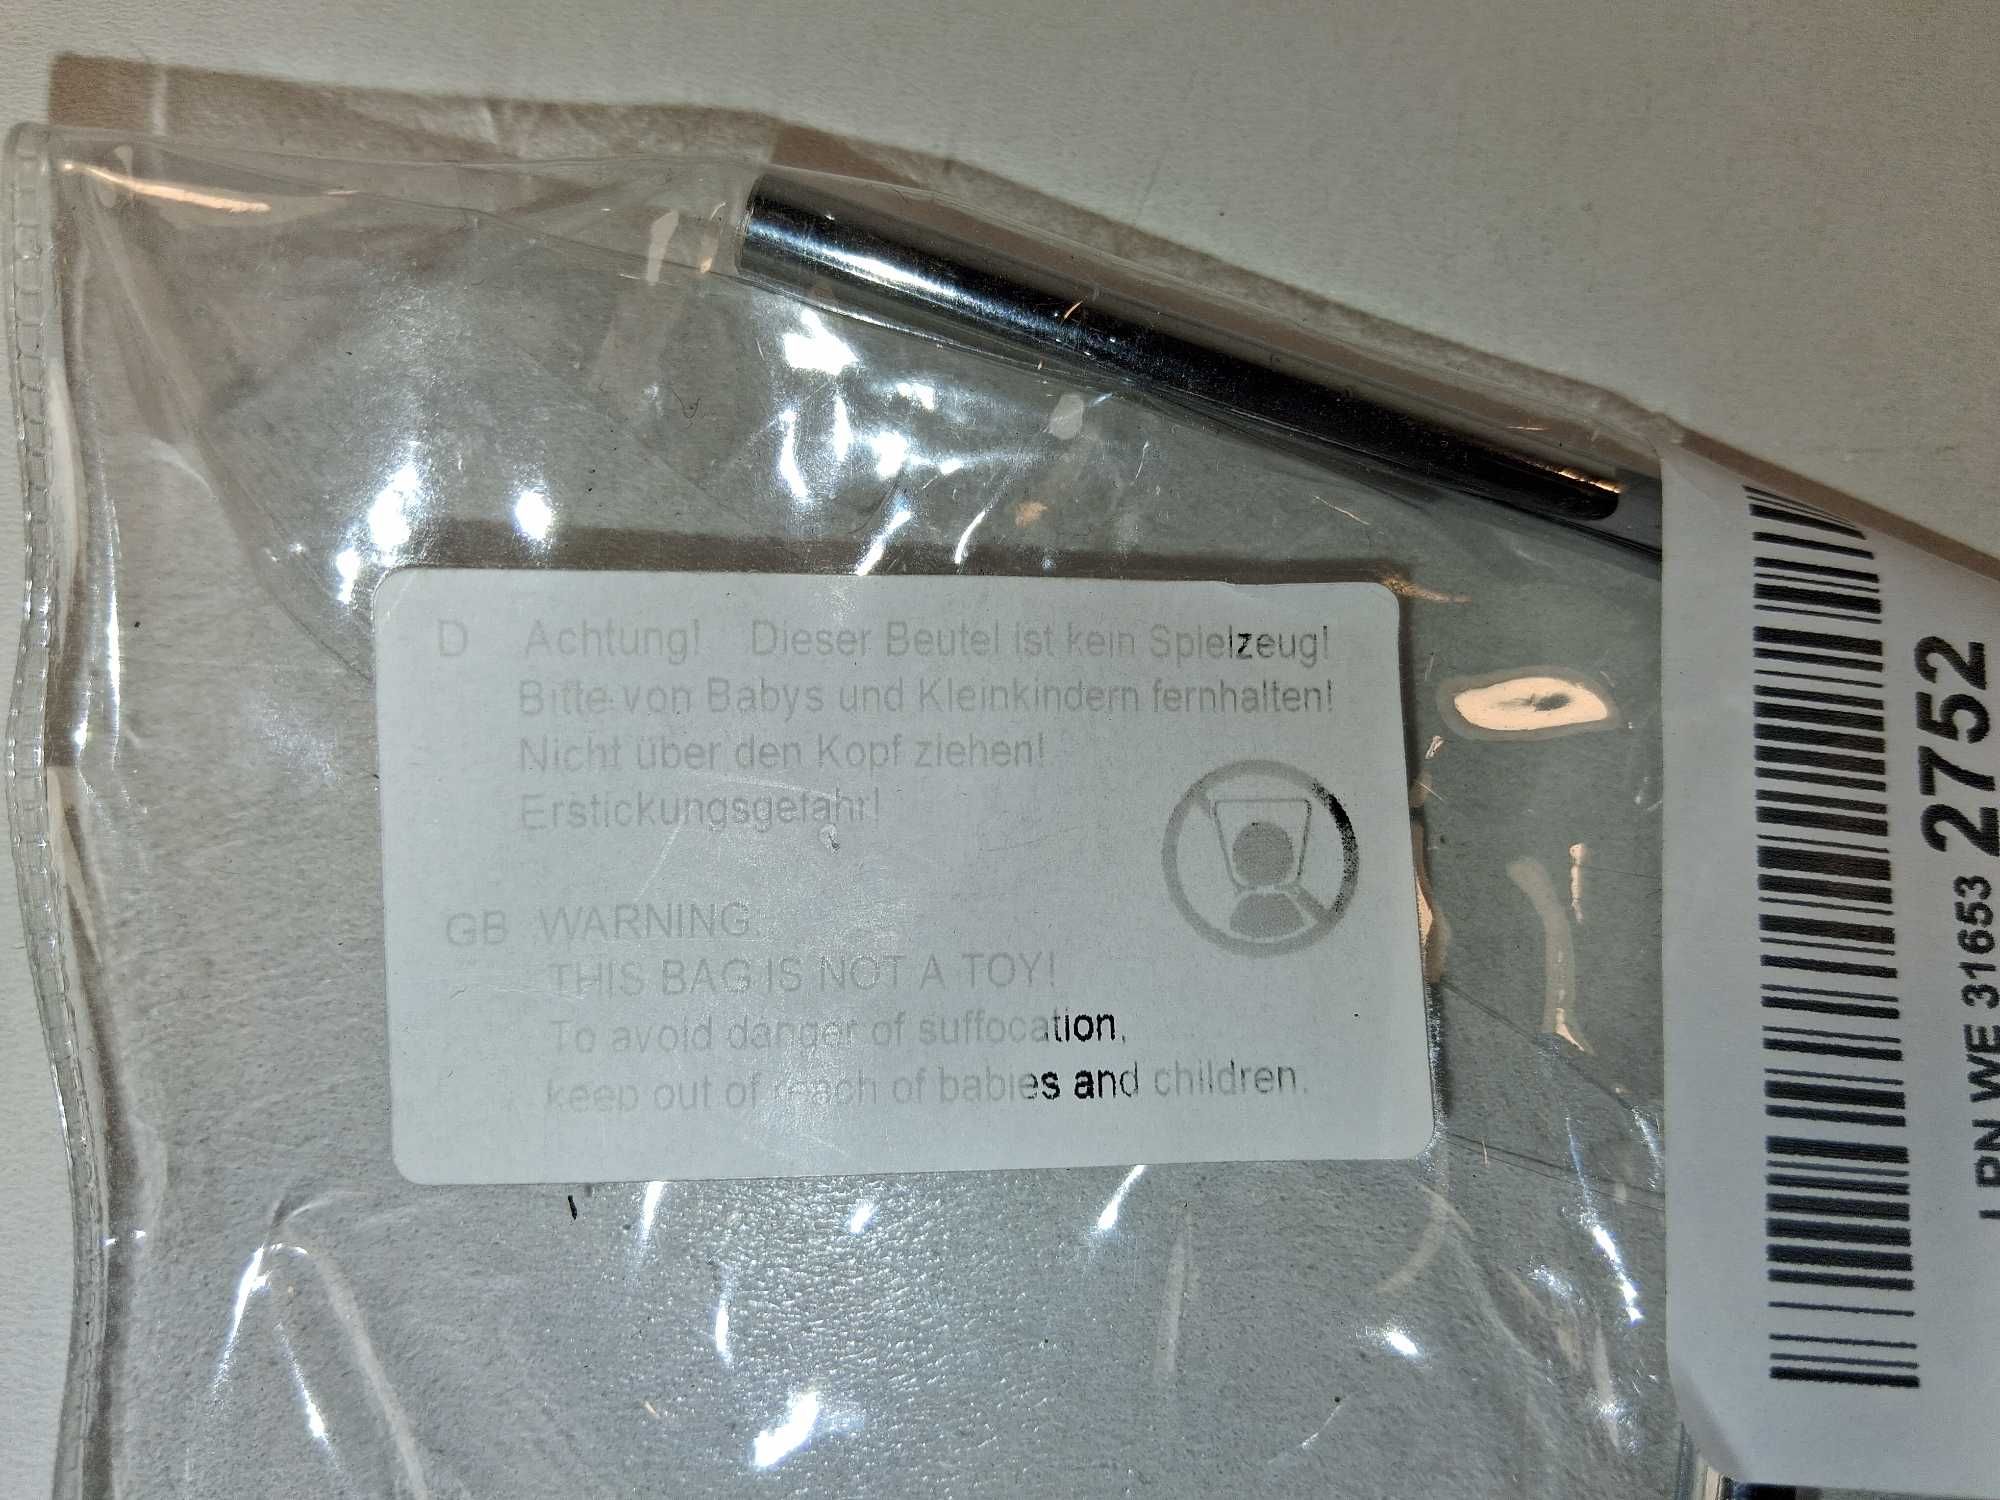 D Achtung! Dieser Beutel ist kein Spielzeug!
Bitte von Babys und Kleinkindern fernhalten!
Nicht über den Kopf ziehen!
Erstickungsgefahr!
GB WARNING
THIS BAG IS NOT A TOY!
To avoid danger of suffocation,
keep out of reach of babies and children.
LPN WE 31653 2752